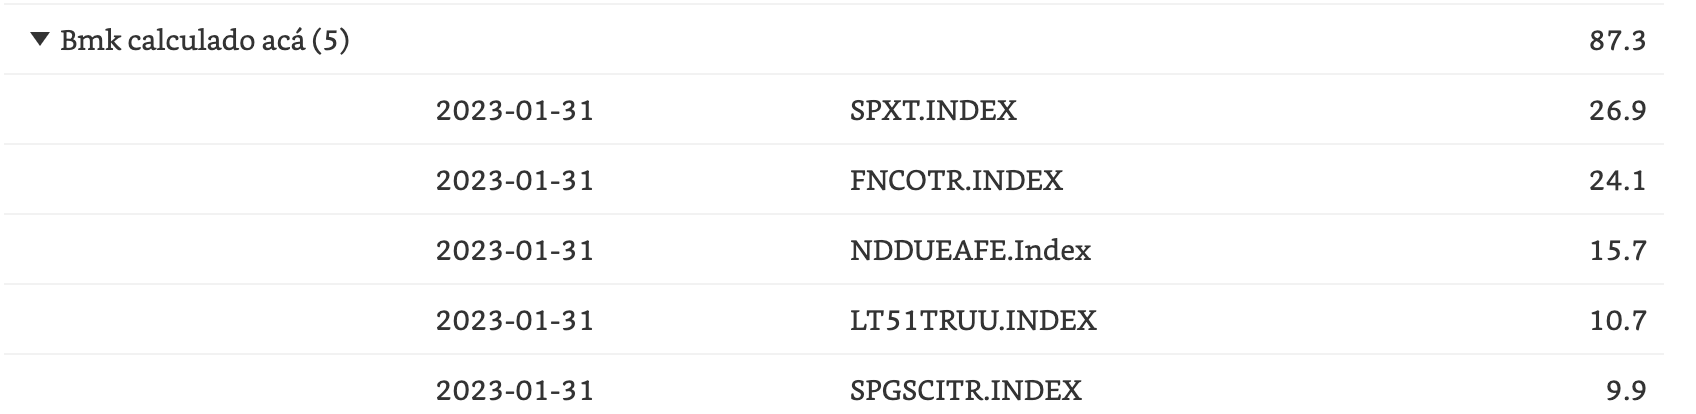 ▼ Bmk calculado acá (5) 87.3
2023-01-31 SPXT.INDEX 26.9
2023-01-31 FNCOTR.INDEX 24.1
2023-01-31 NDDUEAFE.Index 15.7
2023-01-31 LT51TRUU.INDEX 10.7
2023-01-31 SPGSCITR.INDEX 9.9